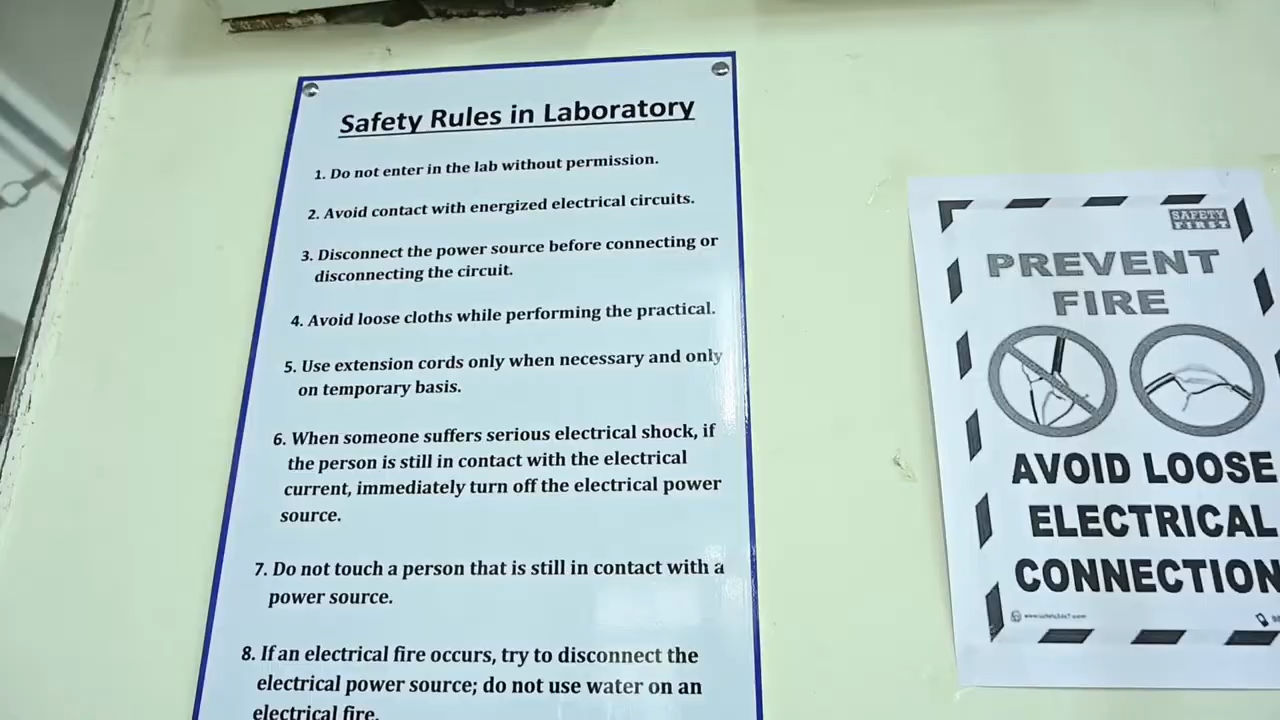 Safety Rules in Laboratory
1. Do not enter in the lab without permission.
2. Avoid contact with energized electrical circuits.
3. Disconnect the power source before connecting or
disconnecting the circuit.
4. Avoid loose cloths while performing the practical.
5. Use extension cords only when necessary and only
on temporary basis.
6. When someone suffers serious electrical shock, if
the person is still in contact with the electrical
current, immediately turn off the electrical power
source.
7. Do not touch a person that is still in contact with a
power source.
8. If an electrical fire occurs, try to disconnect the
electrical power source; do not use water on an
electrical fire.
SAFETY
FIRST
PREVENT
FIRE
AVOID LOOSE
ELECTRICAL
CONNECTION